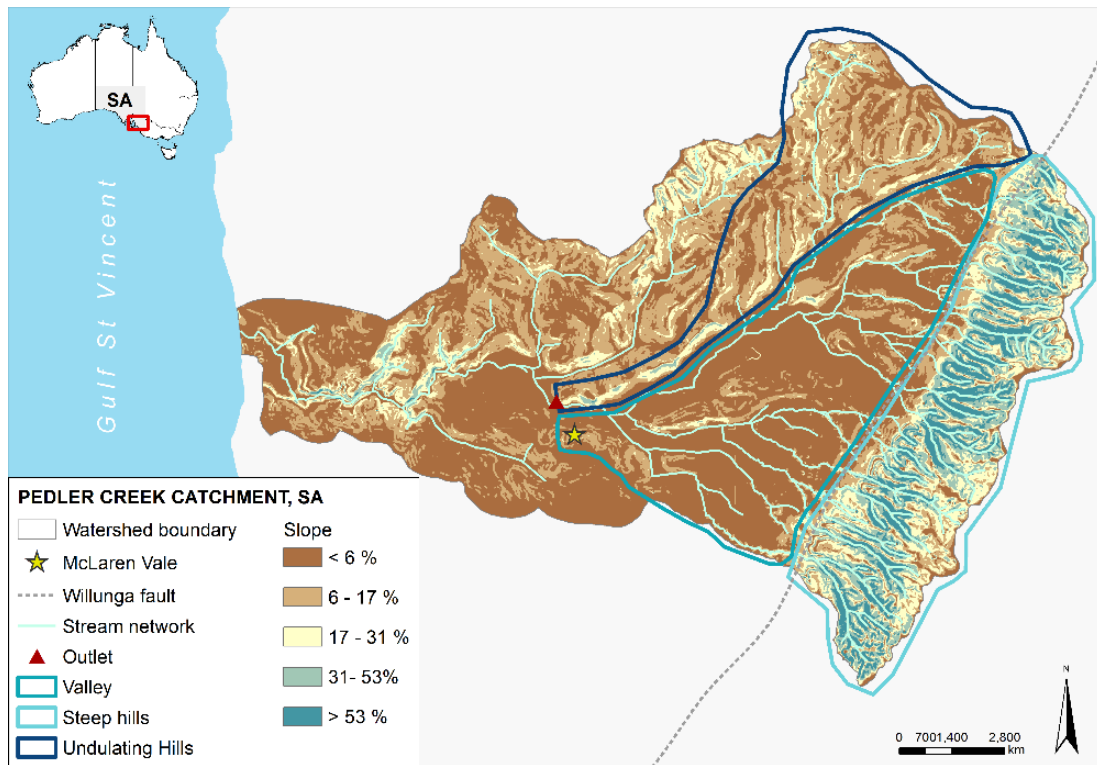 SA
Gulf St Vincent
PEDLER CREEK CATCHMENT, SA
Watershed boundary
McLaren Vale
Willunga fault
Stream network
Outlet
Valley
Steep hills
Undulating Hills
Slope
< 6 %
6 - 17 %
17 - 31 %
31- 53%
> 53 %
N
0 7001,400 2,800
km